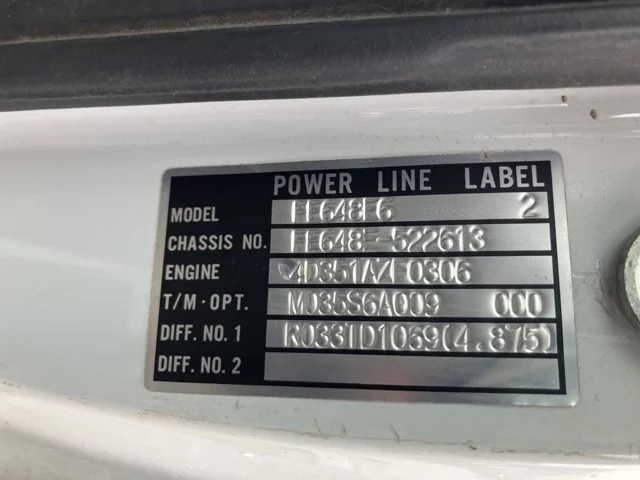 POWER LINE LABEL
MODEL FE648E6 2
CHASSIS NO. FE648E-522613
ENGINE 4D351AZF0306
T/M·OPT. M035S6A009 000
DIFF. NO. 1 R033TD1069(4.875)
DIFF. NO. 2